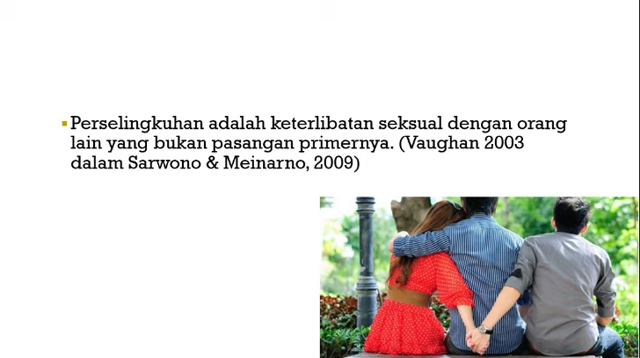 Perselingkuhan adalah keterlibatan seksual dengan orang
lain yang bukan pasangan primernya. (Vaughan 2003
dalam Sarwono & Meinarno, 2009)